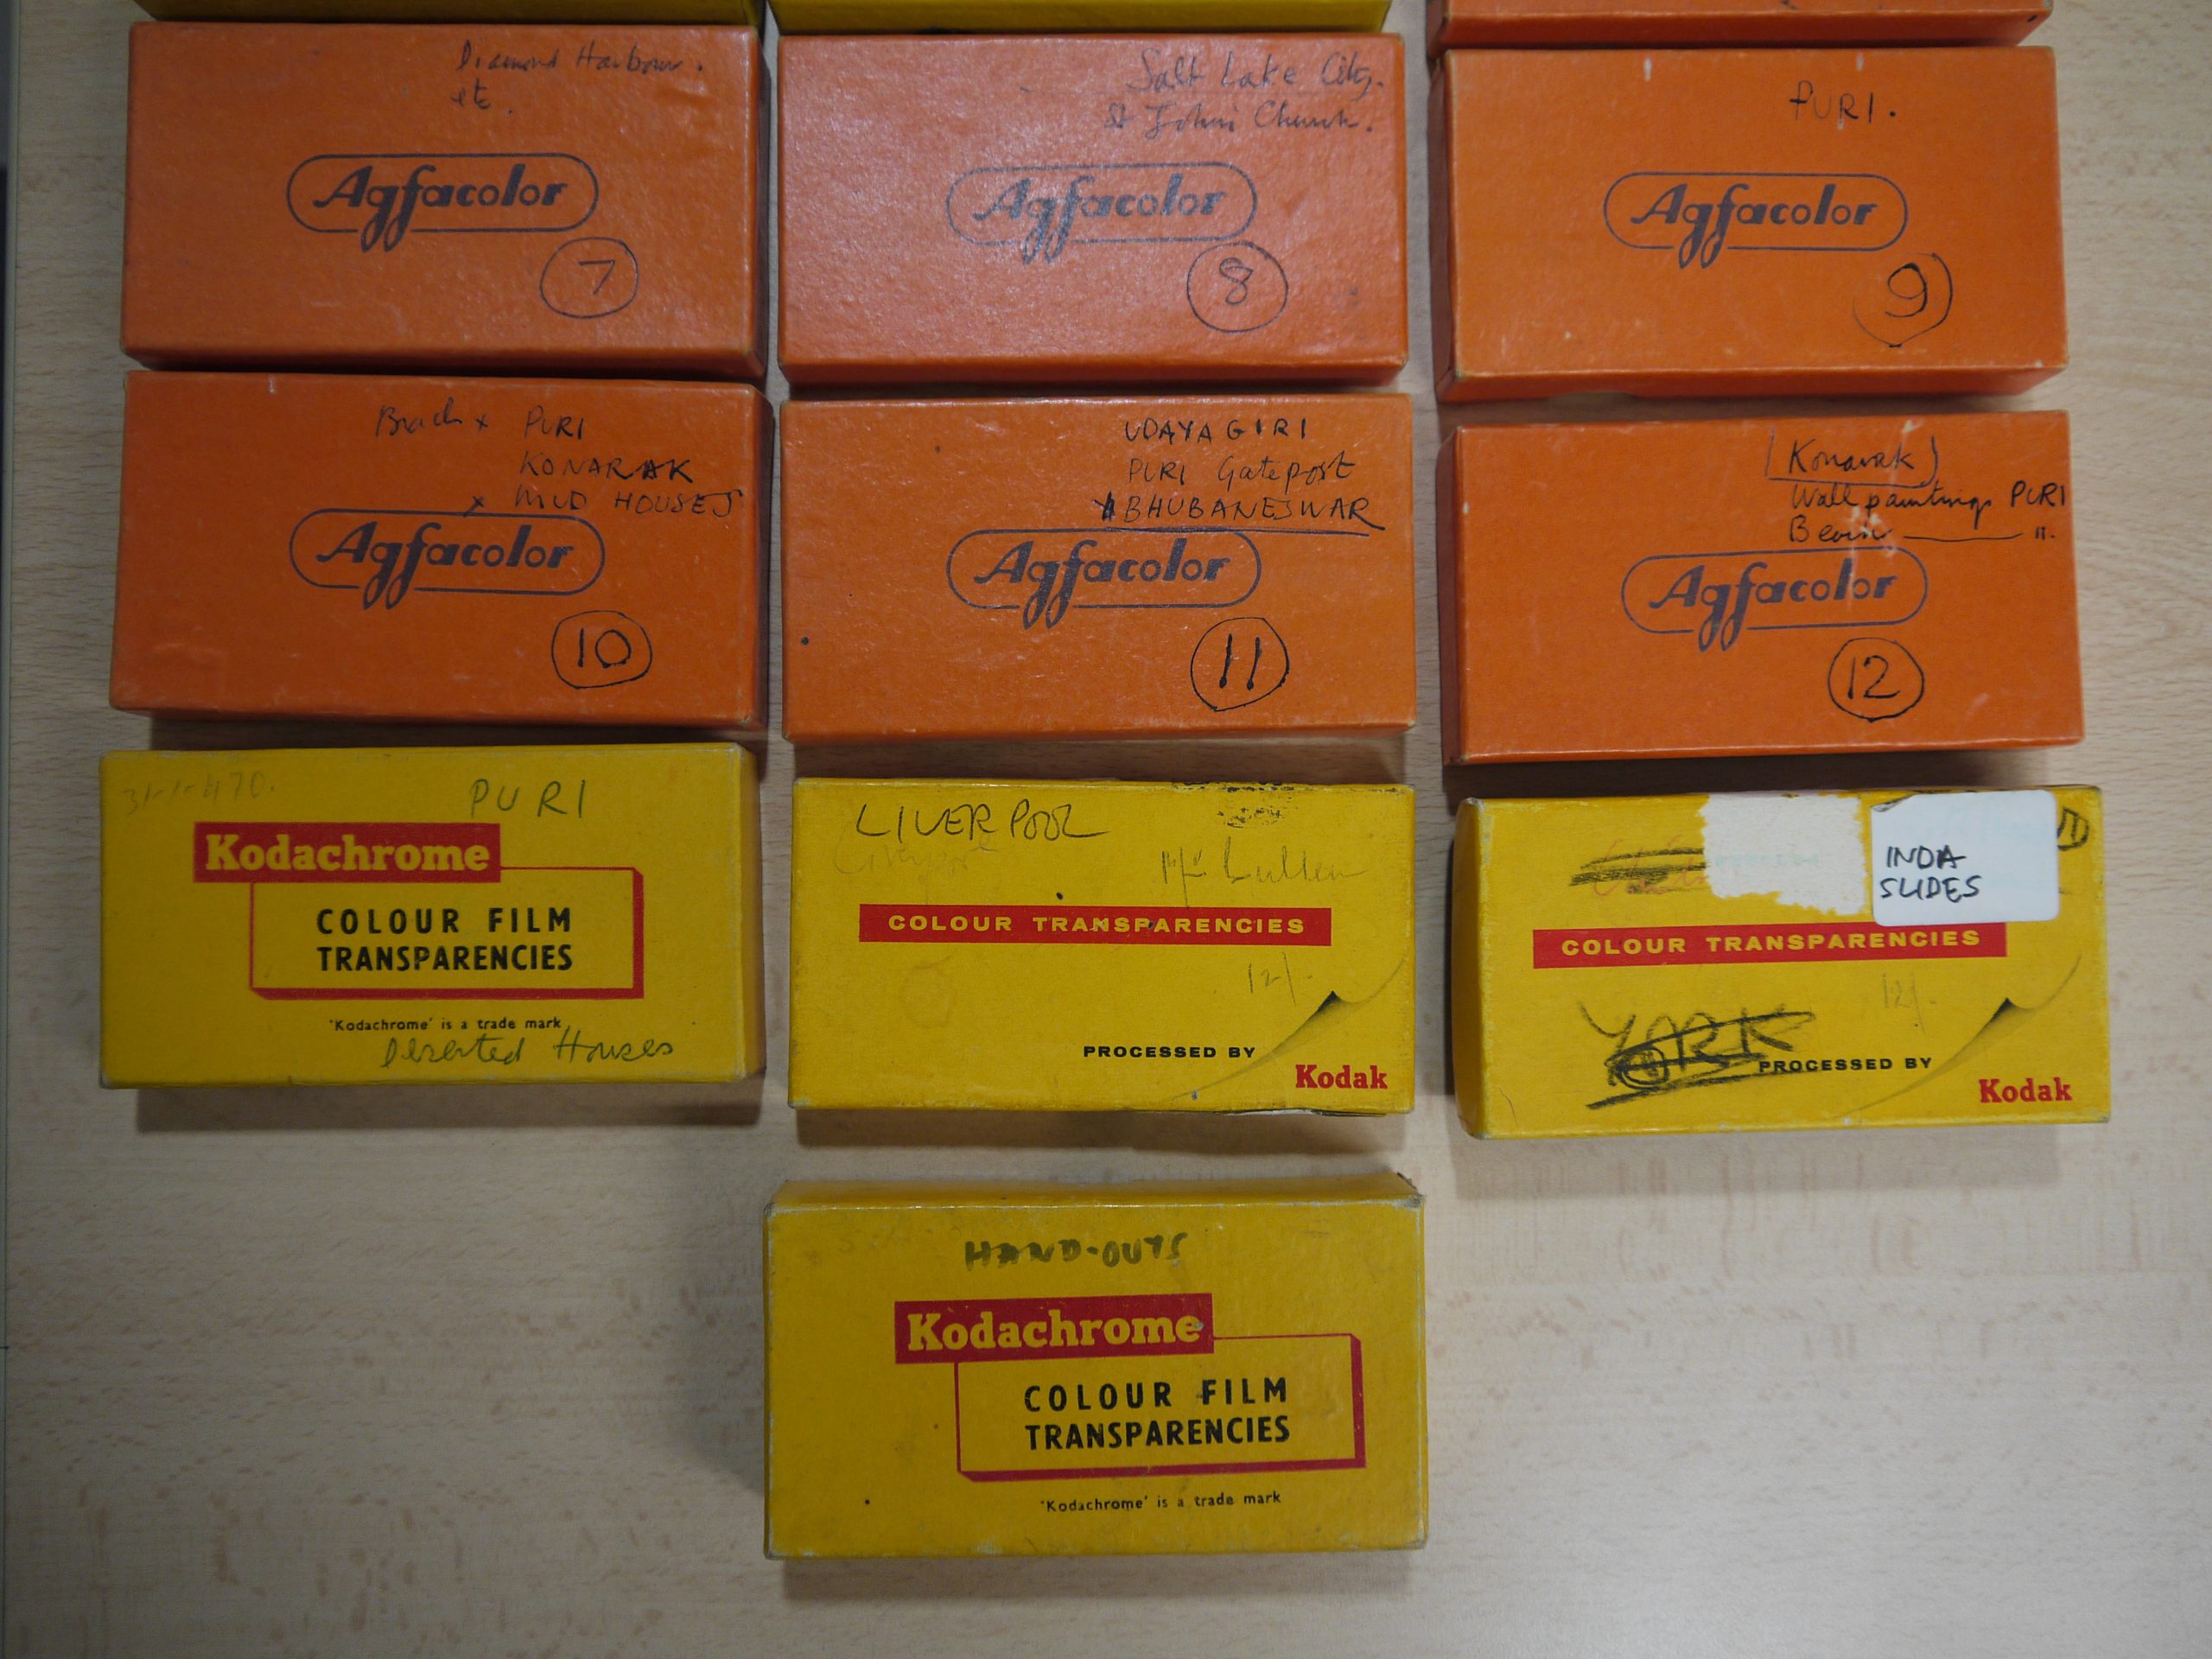 Diamond Harbour.
etc.
Agfacolor
7
Salt Lake City.
St John's Church.
Agfacolor
8
PURI.
Agfacolor
9
Beach x PURI
KONARAK
x MUD HOUSES
Agfacolor
10
UDAYAGIRI
PURI Gatepost
BHUBANESWAR
Agfacolor
11
(Konarak)
Wall paintings PURI
Beach ——— "
Agfacolor
12
PURI
Kodachrome
COLOUR FILM
TRANSPARENCIES
'Kodachrome' is a trade mark
Deserted Houses
LIVERPOOL
Liverpool
COLOUR TRANSPARENCIES
12/-
PROCESSED BY
Kodak
INDA
SLIDES
COLOUR TRANSPARENCIES
12/-
YORK
PROCESSED BY
Kodak
HAND-OUTS
Kodachrome
COLOUR FILM
TRANSPARENCIES
'Kodachrome' is a trade mark